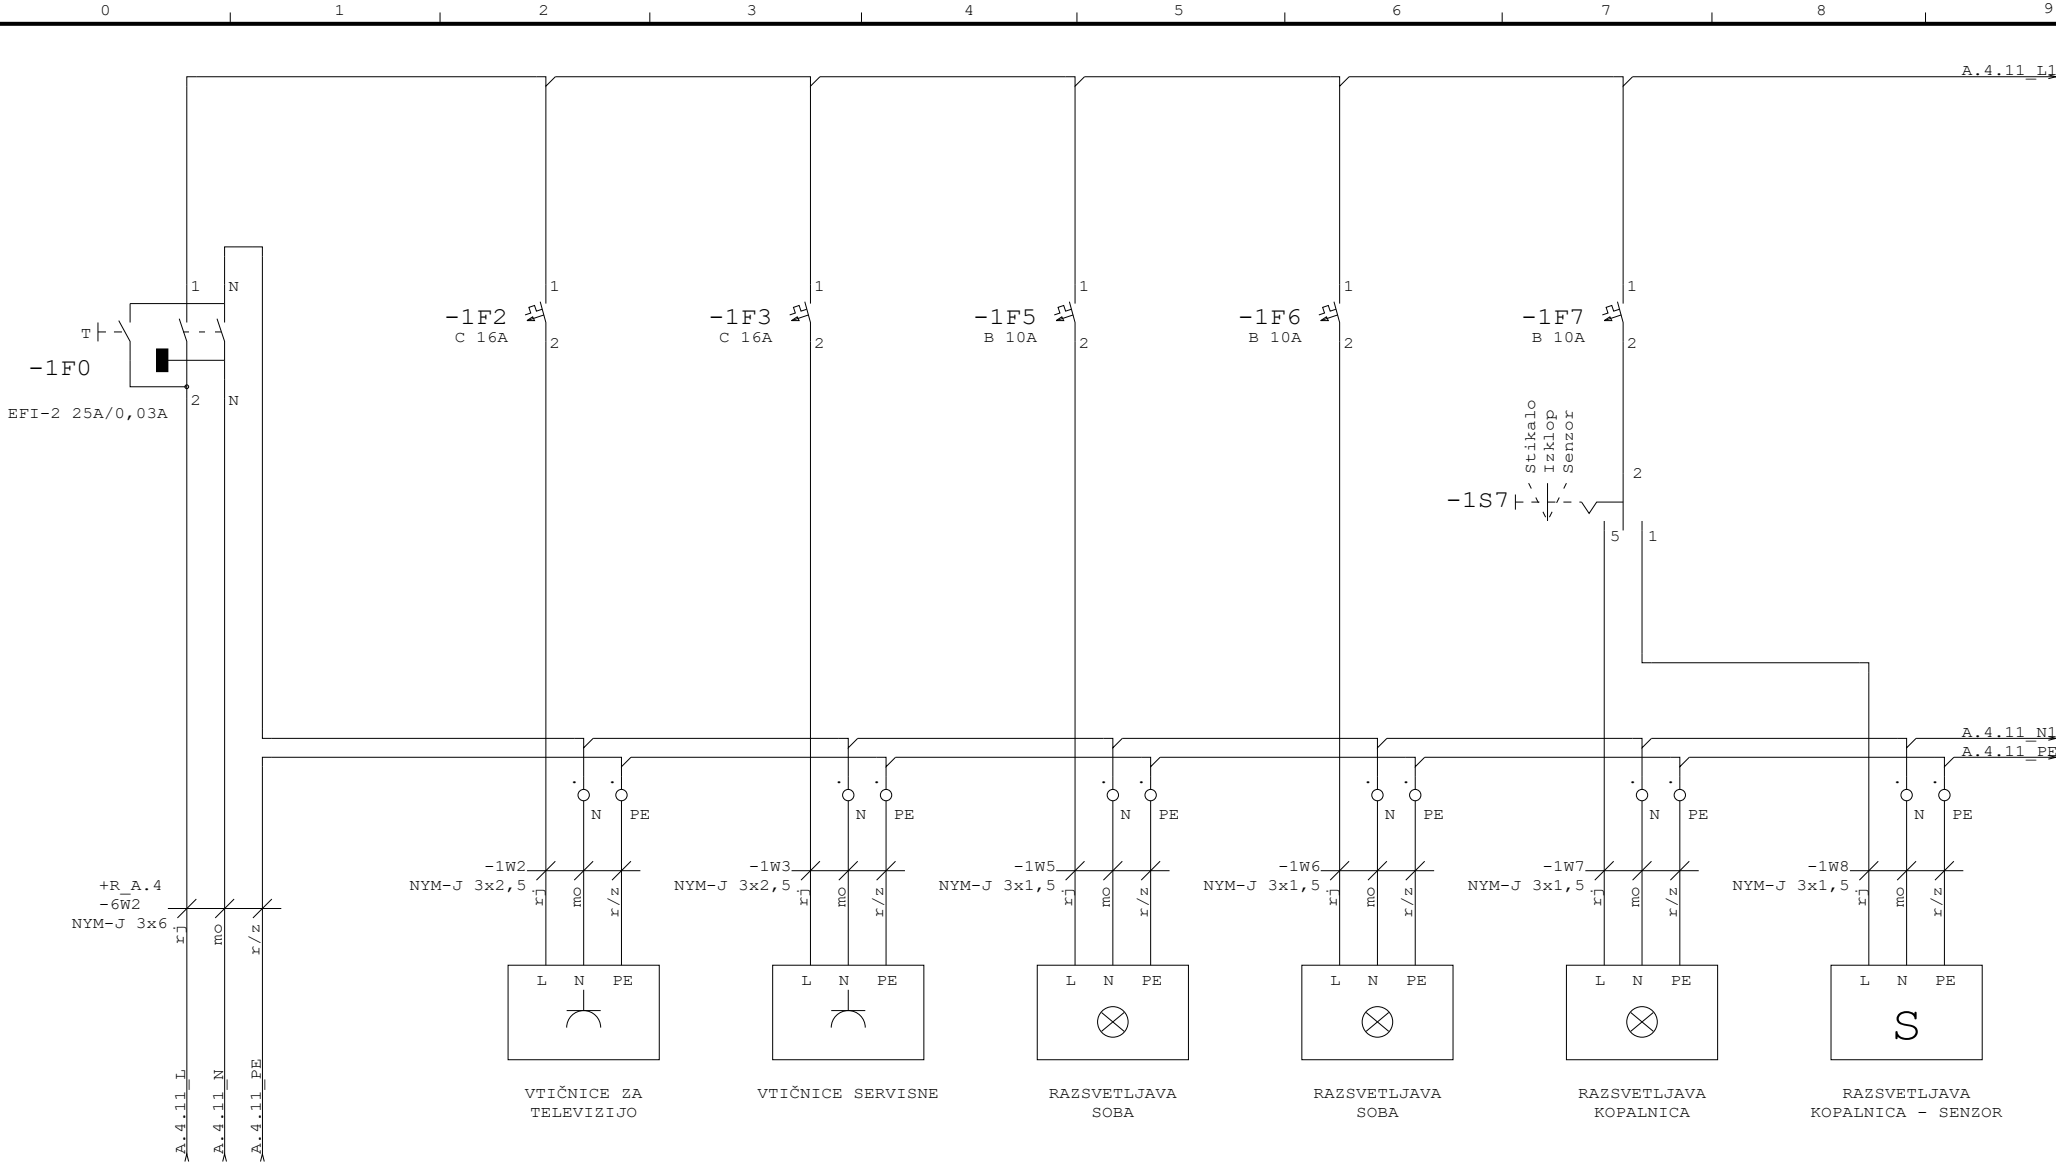 0 1 2 3 4 5 6 7 8 9
A.4.11_L1
1 N
T
-1F0
2 N
EFI-2 25A/0,03A
1
-1F2
C 16A
2
1
-1F3
C 16A
2
1
-1F5
B 10A
2
1
-1F6
B 10A
2
1
-1F7
B 10A
2
Stikalo
Izklop
Senzor
2
-1S7
5 1
A.4.11_N1
A.4.11_PE
N PE
N PE
N PE
N PE
N PE
N PE
+R_A.4
-6W2
NYM-J 3x6
rj mo r/z
-1W2
NYM-J 3x2,5
rj mo r/z
-1W3
NYM-J 3x2,5
rj mo r/z
-1W5
NYM-J 3x1,5
rj mo r/z
-1W6
NYM-J 3x1,5
rj mo r/z
-1W7
NYM-J 3x1,5
rj mo r/z
-1W8
NYM-J 3x1,5
rj mo r/z
L N PE
L N PE
L N PE
L N PE
L N PE
L N PE
S
A.4.11_L
A.4.11_N
A.4.11_PE
VTIČNICE ZA
TELEVIZIJO
VTIČNICE SERVISNE
RAZSVETLJAVA
SOBA
RAZSVETLJAVA
SOBA
RAZSVETLJAVA
KOPALNICA
RAZSVETLJAVA
KOPALNICA - SENZOR